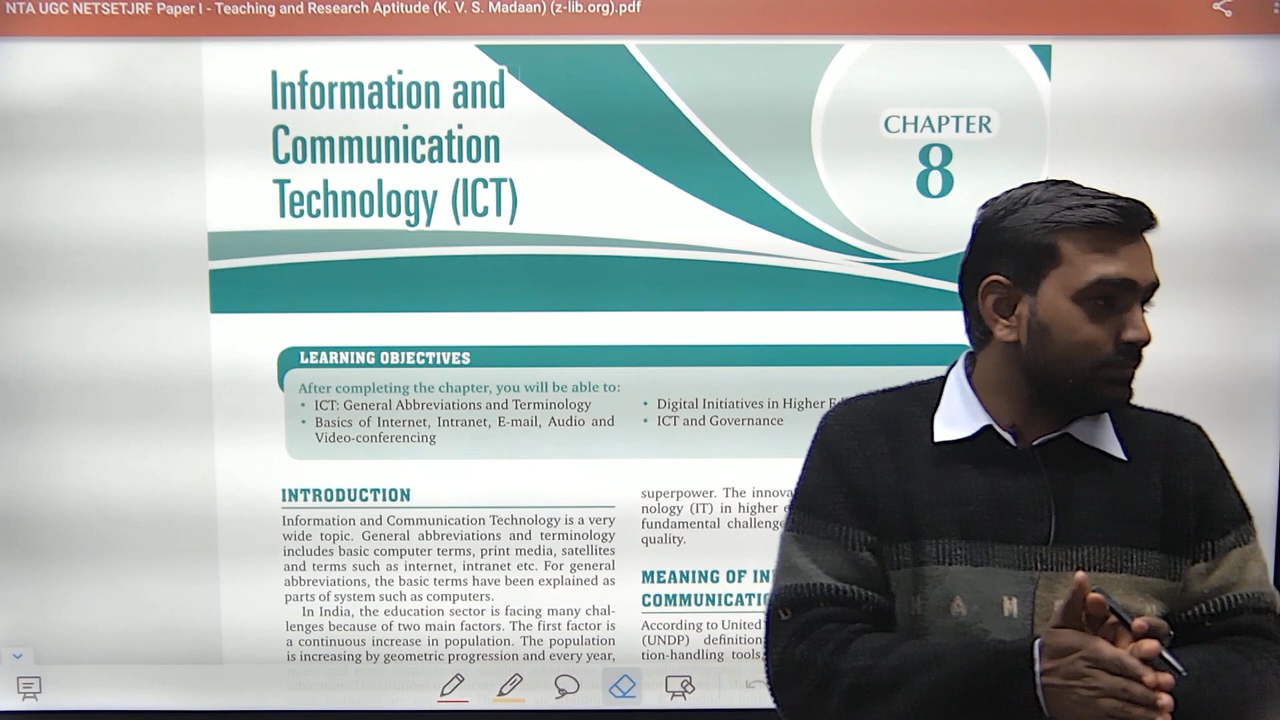 NTA UGC NETSETJRF Paper I - Teaching and Research Aptitude (K. V. S. Madaan) (z-lib.org).pdf
Information and
Communication
Technology (ICT)
CHAPTER
8
LEARNING OBJECTIVES
After completing the chapter, you will be able to:
• ICT: General Abbreviations and Terminology
• Basics of Internet, Intranet, E-mail, Audio and
Video-conferencing
• Digital Initiatives in Higher
• ICT and Governance
INTRODUCTION
Information and Communication Technology is a very
wide topic. General abbreviations and terminology
includes basic computer terms, print media, satellites
and terms such as internet, intranet etc. For general
abbreviations, the basic terms have been explained as
parts of system such as computers.
In India, the education sector is facing many chal-
lenges because of two main factors. The first factor is
a continuous increase in population. The population
is increasing by geometric progression and every year,
superpower. The innova
nology (IT) in higher
fundamental challenge
quality.
MEANING OF IN
COMMUNICATIO
According to United
(UNDP) definition
tion-handling tools